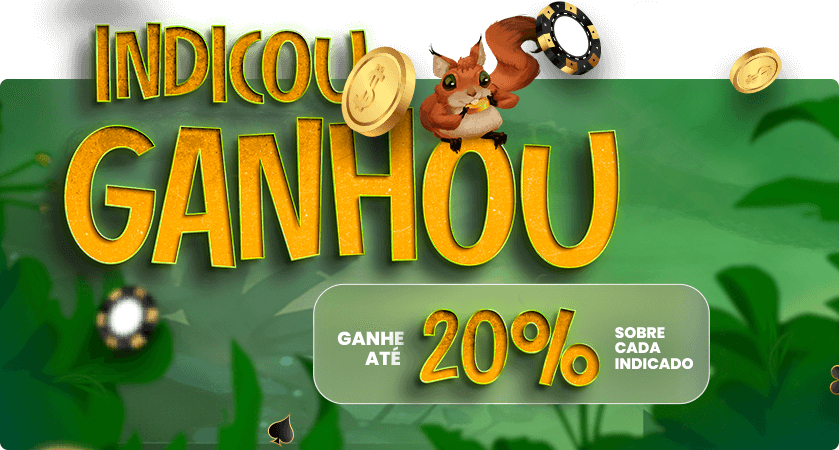 INDICOU
GANHOU
GANHE
ATÉ
20%
SOBRE
CADA
INDICADO